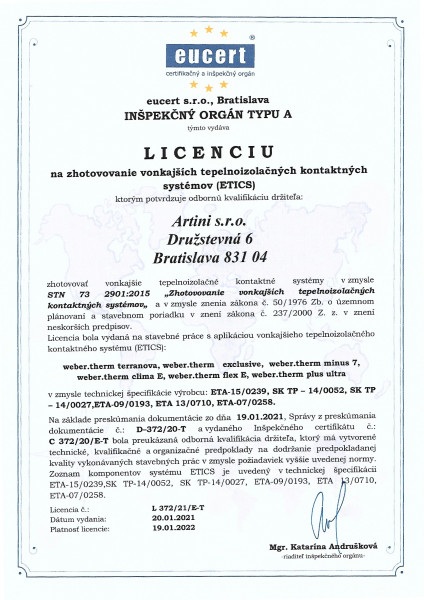 eucert ®
certifikačný a inšpekčný orgán
eucert s.r.o., Bratislava
INŠPEKČNÝ ORGÁN TYPU A
týmto vydáva
LICENCIU
na zhotovovanie vonkajších tepelnoizolačných kontaktných
systémov (ETICS)
ktorým potvrdzuje odbornú kvalifikáciu držiteľa:
Artini s.r.o.
Družstevná 6
Bratislava 831 04
zhotovovať vonkajšie tepelnoizolačné kontaktné systémy v zmysle
STN 73 2901:2015 „Zhotovovanie vonkajších tepelnoizolačných
kontaktných systémov„ a v zmysle znenia zákona č. 50/1976 Zb. o územnom
plánovaní a stavebnom poriadku v znení zákona č. 237/2000 Z. z. v znení
neskorších predpisov.
Licencia bola vydaná na stavebné práce s aplikáciou vonkajšieho tepelnoizolačného
kontaktného systému (ETICS):
weber.therm terranova, weber.therm exclusive, weber.therm minus 7,
weber.therm clima E, weber.therm flex E, weber.therm plus ultra
v zmysle technickej špecifikácie výrobcu: ETA-15/0239, SK TP – 14/0052, SK TP
– 14/0027,ETA-09/0193, ETA 13/0710, ETA-07/0258.
Na základe preskúmania dokumentácie zo dňa 19.01.2021, Správy z preskúmania
dokumentácie č.: D–372/20-T a vydaného Inšpekčného certifikátu č.:
C 372/20/E-T bola preukázaná odborná kvalifikácia držiteľa, ktorý má vytvorené
technické, kvalifikačné a organizačné predpoklady na dodržanie predpokladanej
kvality vykonávaných stavebných prác v zmysle požiadaviek vyššie uvedenej normy.
Zoznam komponentov systému ETICS je uvedený v technickej špecifikácii
ETA-15/0239,SK TP-14/0052, SK TP-14/0027, ETA-09/0193, ETA 13/0710,
ETA-07/0258.
Licencia č.: L 372/21/E-T
Dátum vydania: 20.01.2021
Platnosť licencie: 19.01.2022
Mgr. Katarína Andrušková
riaditeľ inšpekčného orgánu